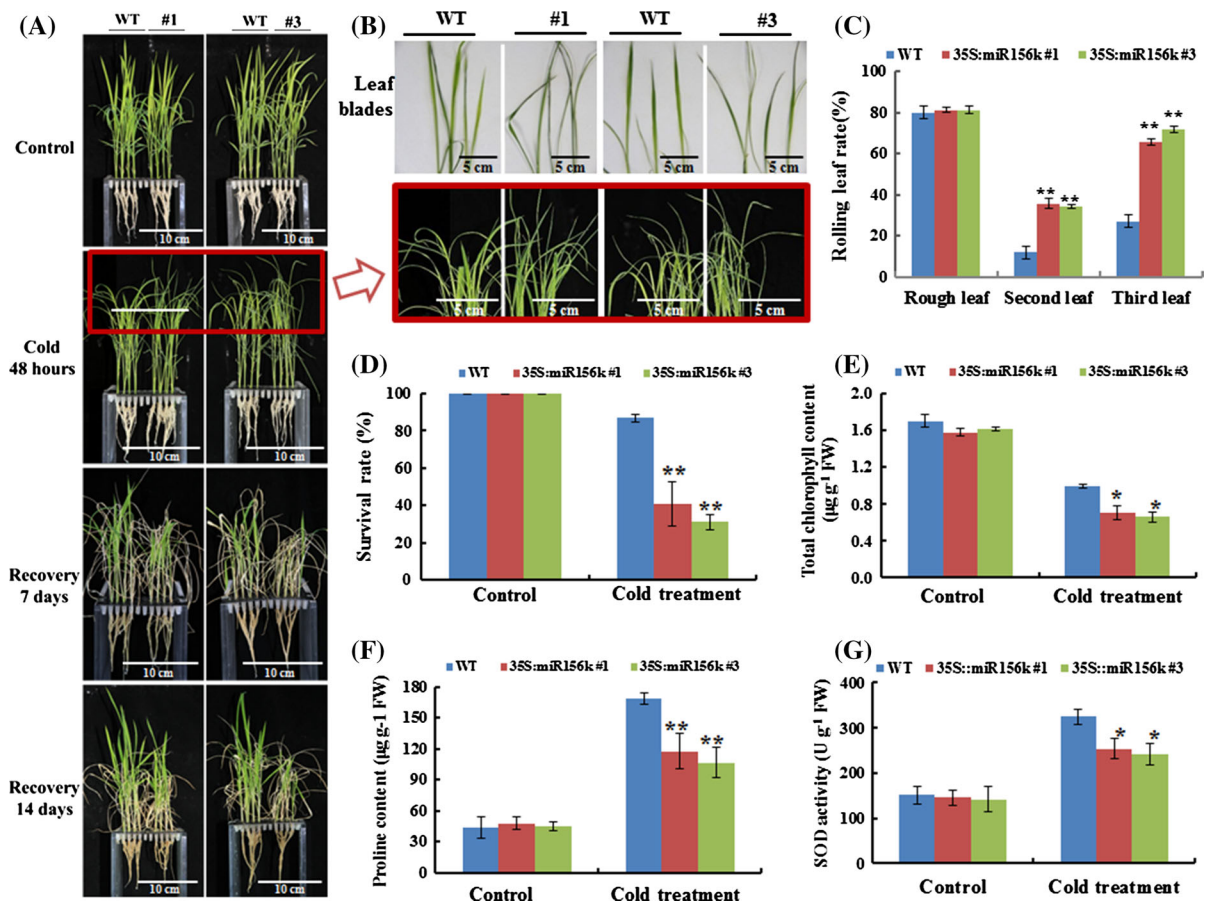 (A)
WT #1 WT #3
Control
10 cm 10 cm
Cold
48 hours
10 cm 10 cm
Recovery
7 days
10 cm 10 cm
Recovery
14 days
10 cm 10 cm
(B)
WT #1 WT #3
Leaf
blades
5 cm 5 cm 5 cm 5 cm
5 cm 5 cm 5 cm 5 cm
(C)
WT 35S:miR156k #1 35S:miR156k #3
Rolling leaf rate(%)
100
80
60
40
20
0
** **
** **
Rough leaf Second leaf Third leaf
(D)
WT 35S:miR156k #1 35S:miR156k #3
Survival rate (%)
100
80
60
40
20
0
** **
Control Cold treatment
(E)
WT 35S:miR156k #1 35S:miR156k #3
Total chlorophyll content
(µg g-1 FW)
2.0
1.6
1.2
0.8
0.4
0.0
* *
Control Cold treatment
(F)
WT 35S:miR156k #1 35S:miR156k #3
Proline content (µg g-1 FW)
180
150
120
90
60
30
0
** **
Control Cold treatment
(G)
WT 35S::miR156k #1 35S::miR156k #3
SOD activity (U g-1 FW)
400
300
200
100
0
* *
Control Cold treatment